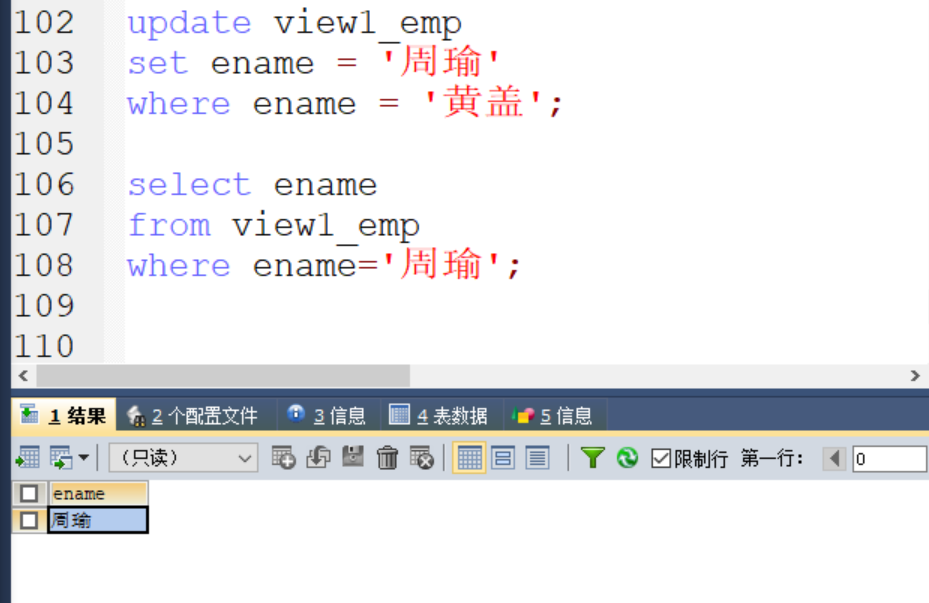 102 update view1_emp
103 set ename = '周瑜'
104 where ename = '黄盖';
105
106 select ename
107 from view1_emp
108 where ename='周瑜';
109
110
1 结果 2 个配置文件 3 信息 4 表数据 5 信息
(只读) 限制行 第一行: 0
ename
周瑜